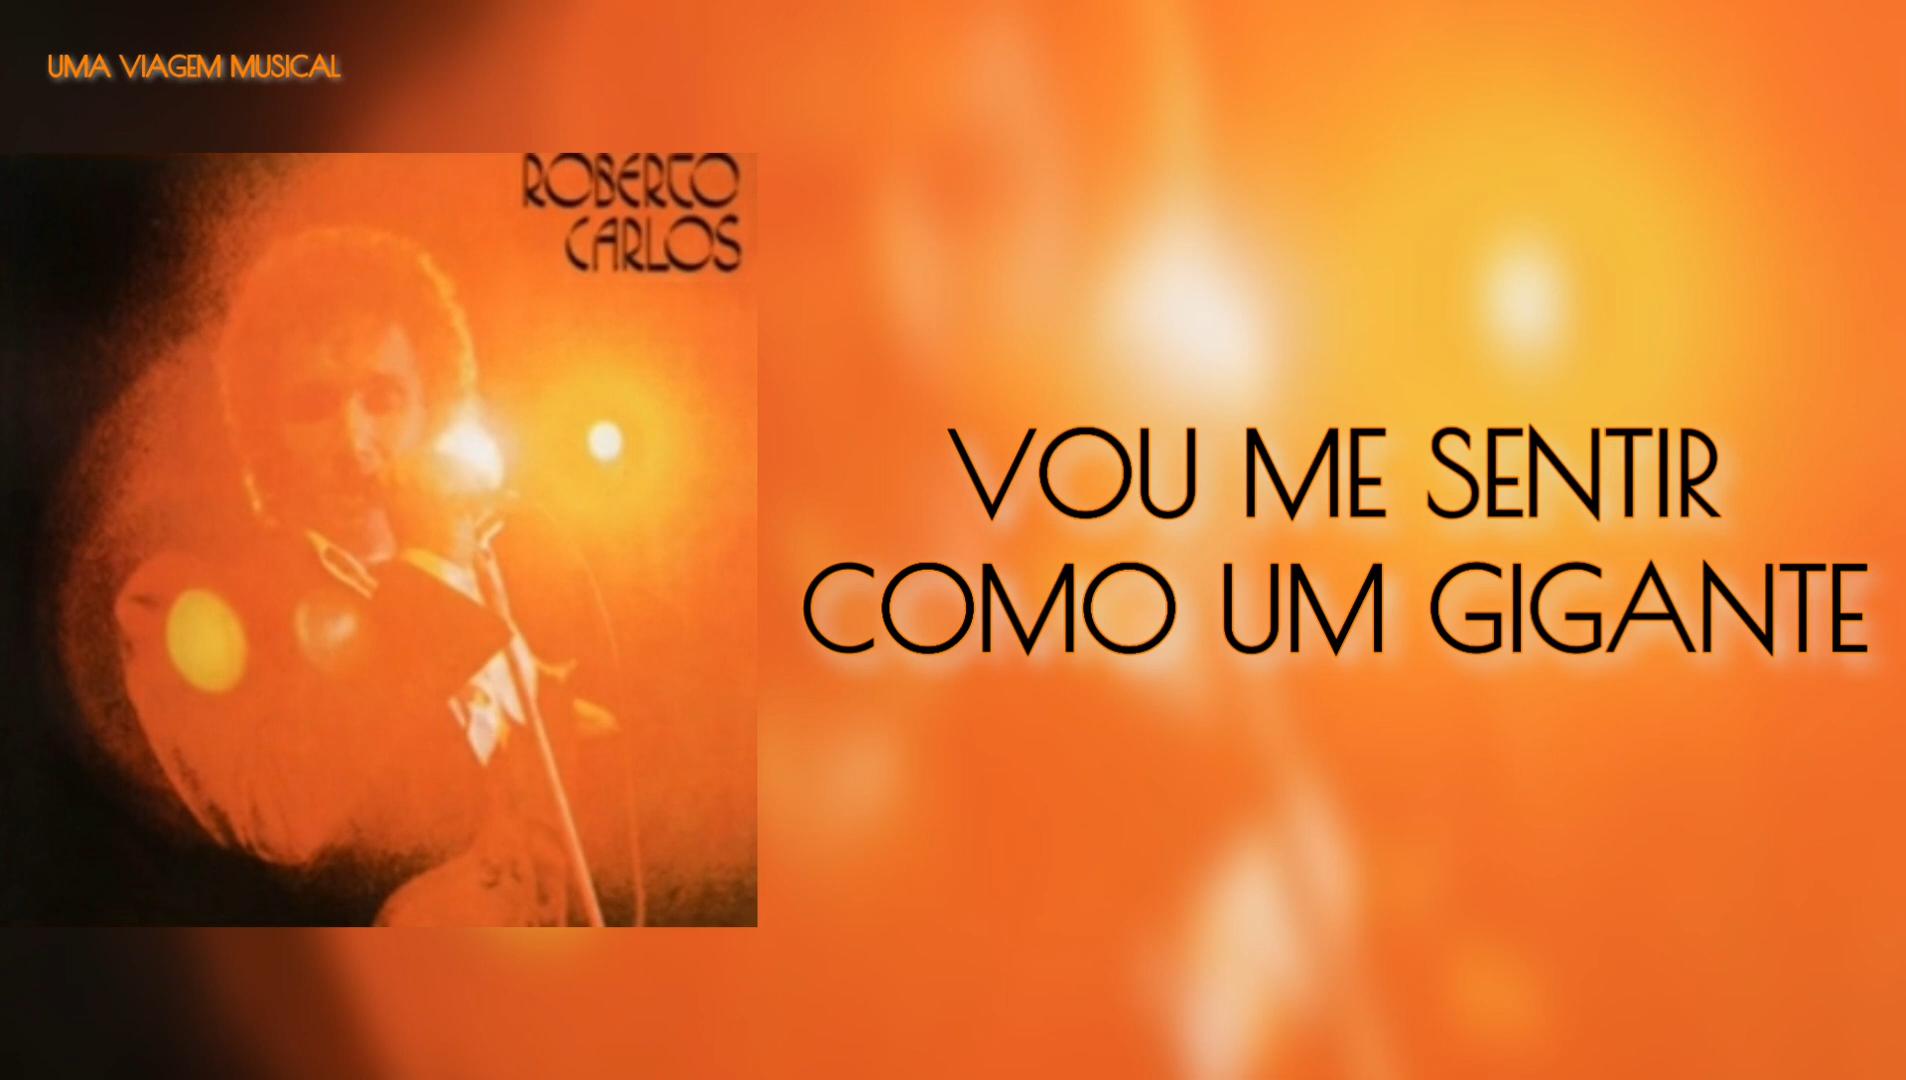 UMA VIAGEM MUSICAL
ROBERTO
CARLOS
VOU ME SENTIR
COMO UM GIGANTE